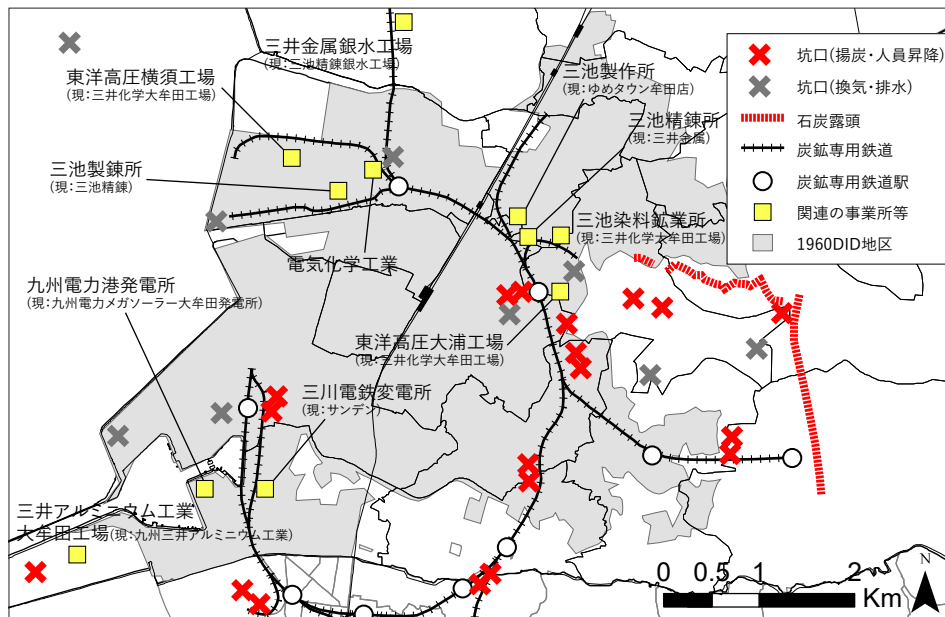 三井金属銀水工場
(現:三池精錬銀水工場)
東洋高圧横須工場
(現:三井化学大牟田工場)
三池製作所
(現:ゆめタウン牟田店)
三池精錬所
(現:三井金属)
三池製錬所
(現:三池精錬)
三池染料鉱業所
(現:三井化学大牟田工場)
電気化学工業
九州電力港発電所
(現:九州電力メガソーラー大牟田発電所)
東洋高圧大浦工場
(現:三井化学大牟田工場)
三川電鉄変電所
(現:サンデン)
三井アルミニウム工業
大牟田工場(現:九州三井アルミニウム工業)
坑口(揚炭・人員昇降)
坑口(換気・排水)
石炭露頭
炭鉱専用鉄道
炭鉱専用鉄道駅
関連の事業所等
1960DID地区
N
0 0.5 1 2
Km